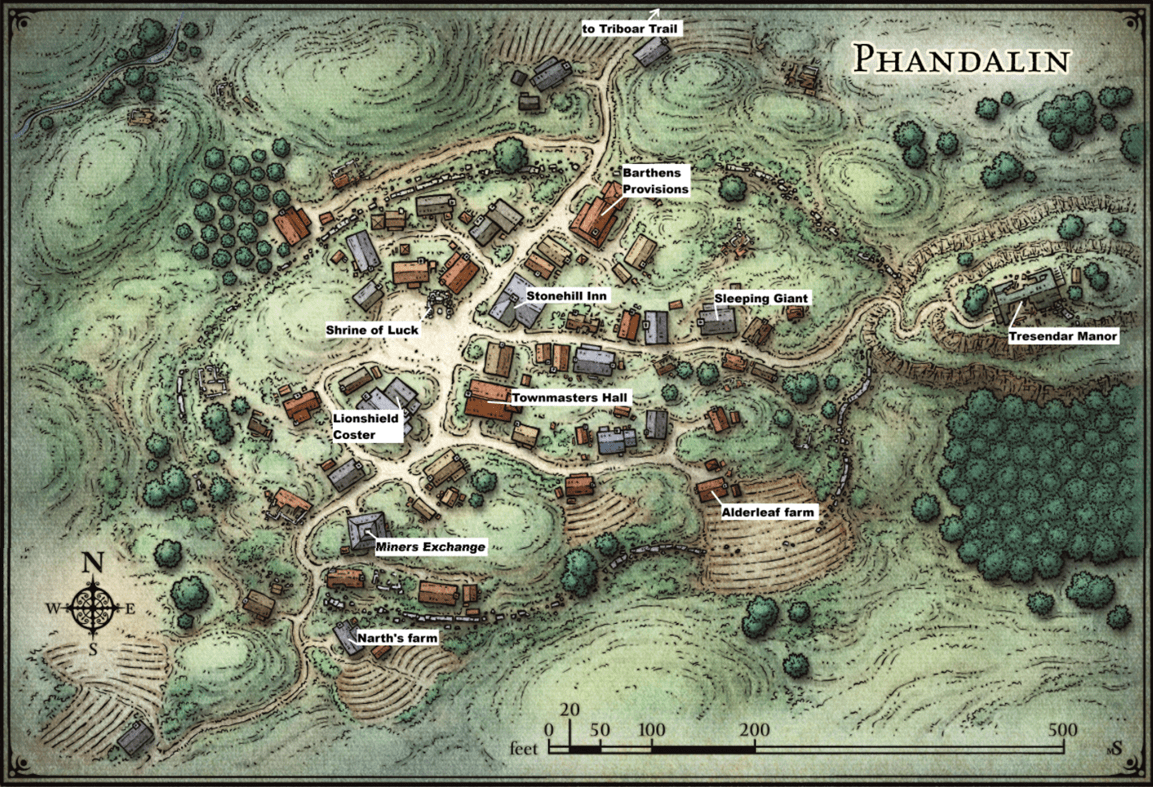 to Triboar Trail
PHANDALIN
Barthens
Provisions
Stonehill Inn
Sleeping Giant
Shrine of Luck
Tresendar Manor
Townmasters Hall
Lionshield
Coster
Alderleaf farm
Miners Exchange
N
W E
S
Narth's farm
20
0 50 100 200 500
feet